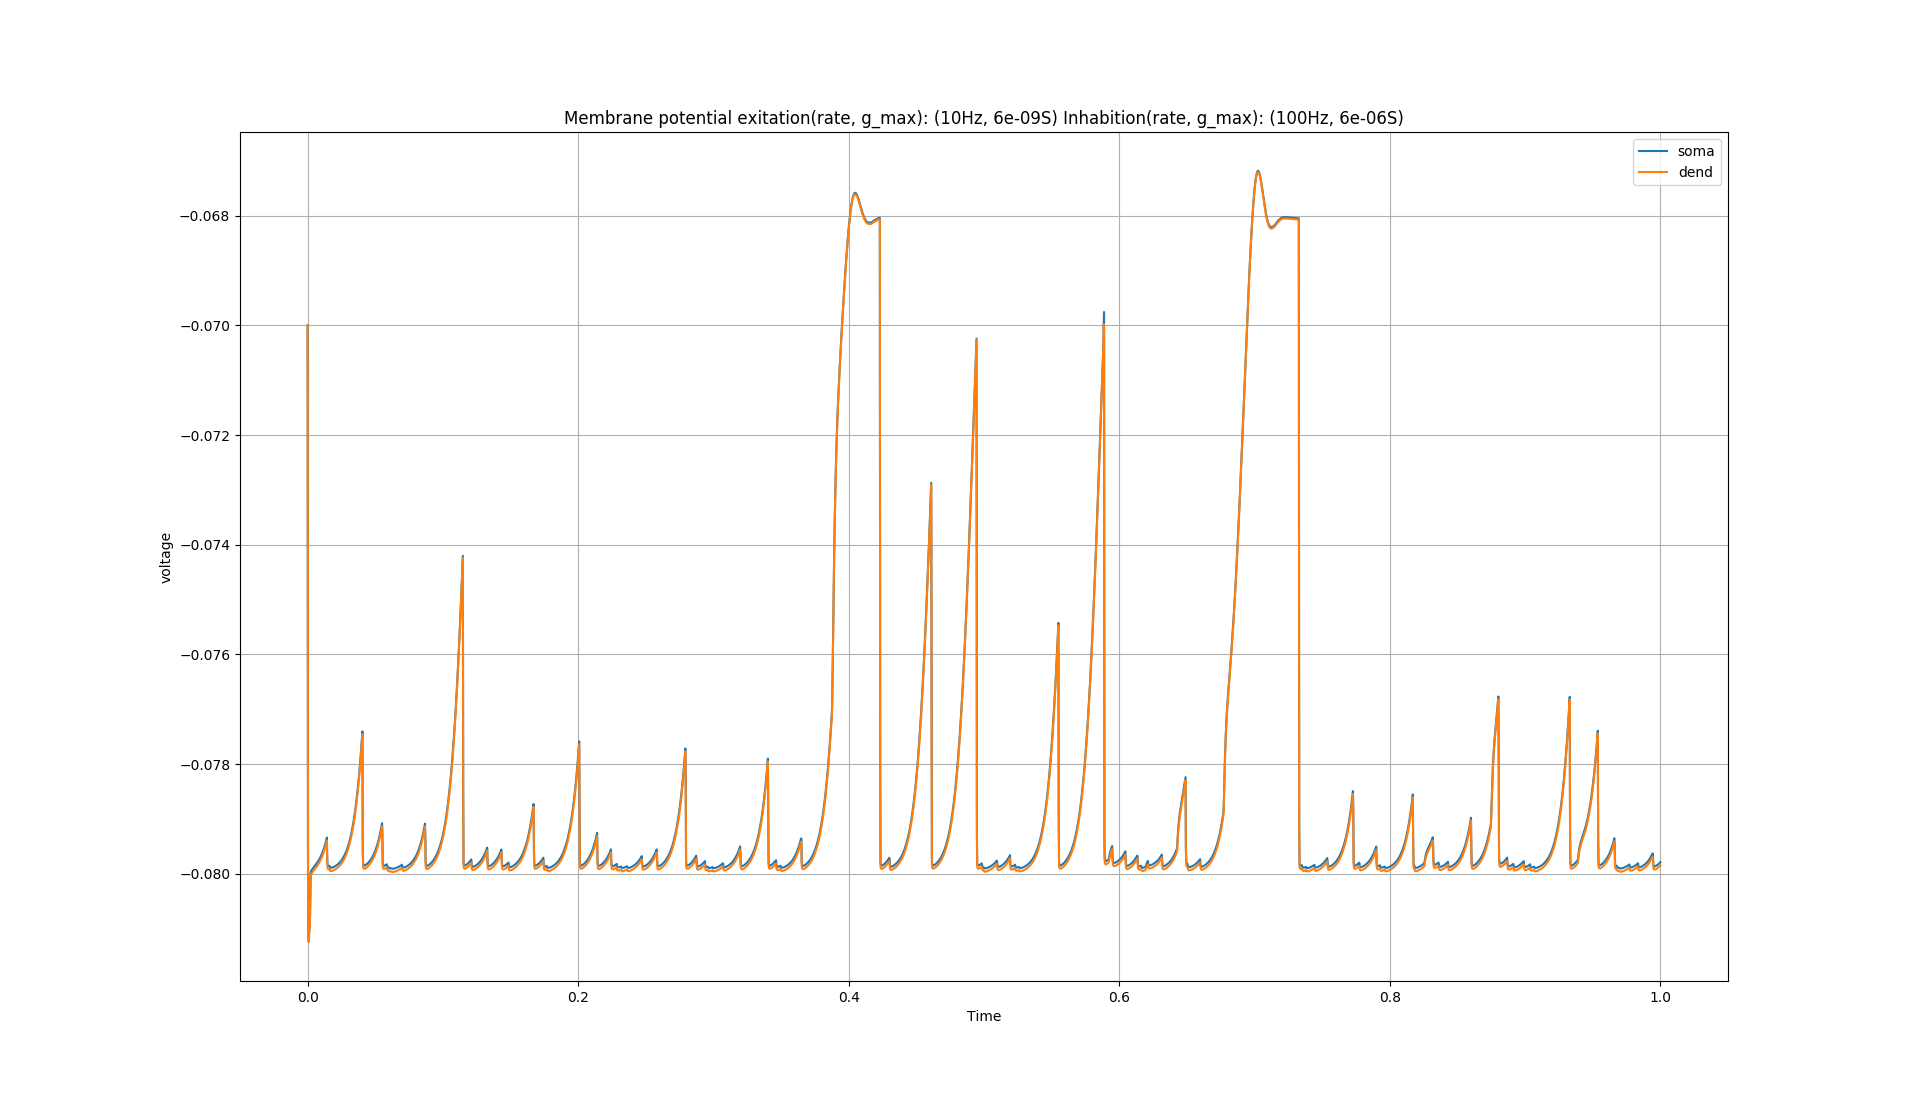 Membrane potential exitation(rate, g_max): (10Hz, 6e-09S) Inhabition(rate, g_max): (100Hz, 6e-06S)
soma
dend
−0.068
−0.070
−0.072
−0.074
−0.076
−0.078
−0.080
voltage
0.0 0.2 0.4 0.6 0.8 1.0
Time